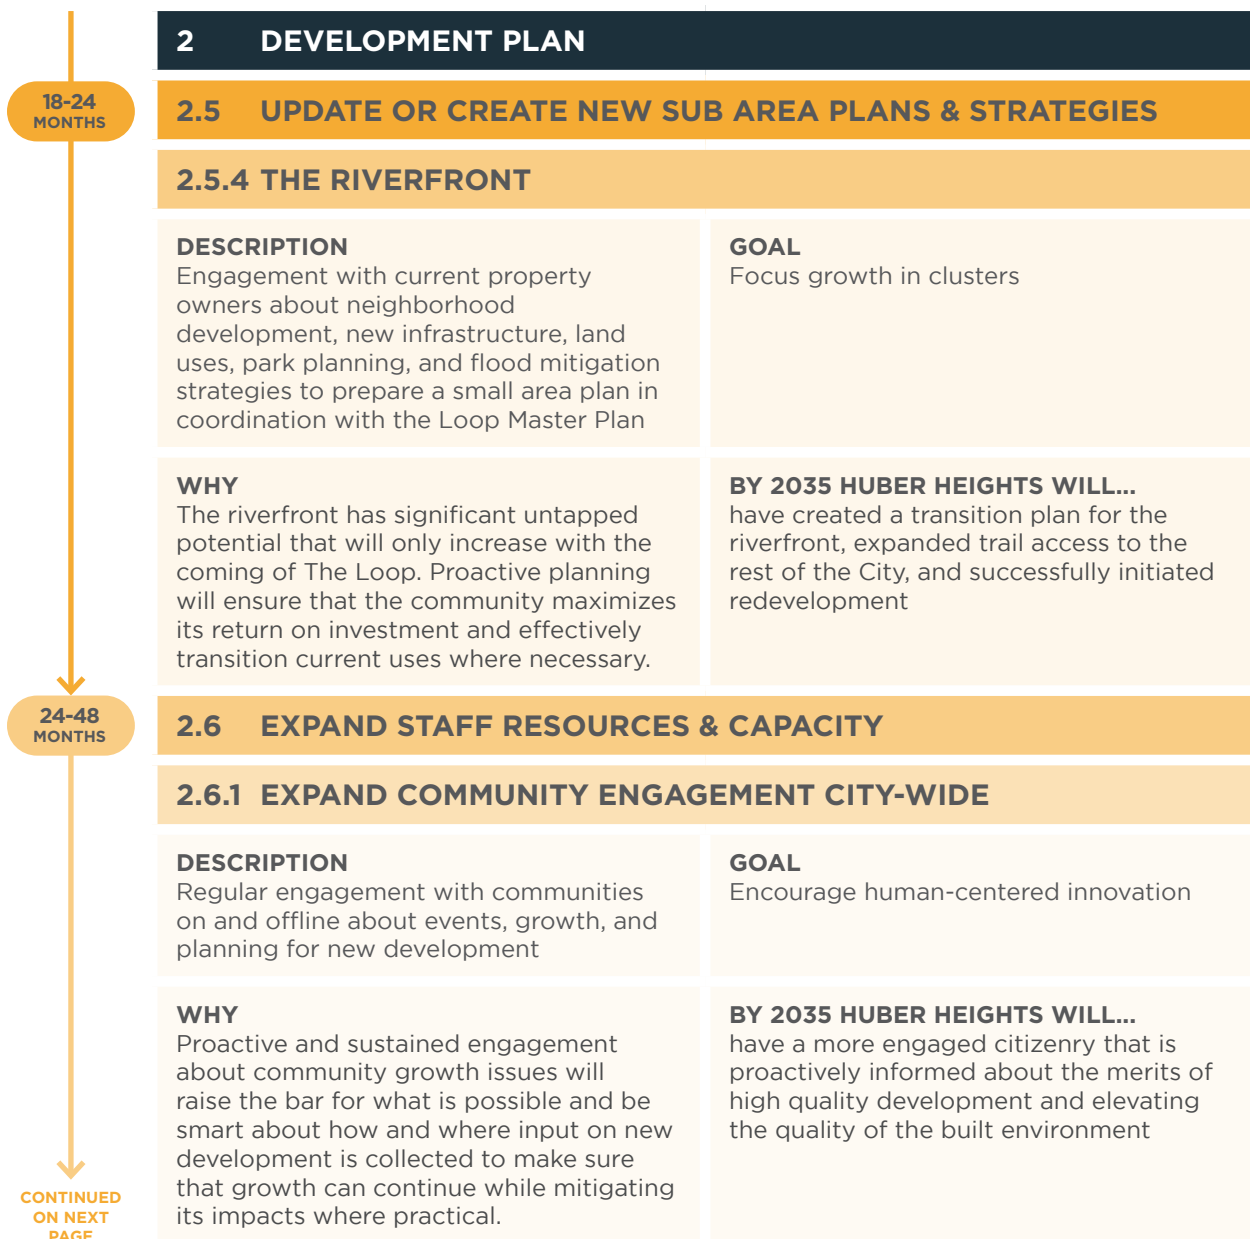 2 DEVELOPMENT PLAN
18-24
MONTHS
2.5 UPDATE OR CREATE NEW SUB AREA PLANS & STRATEGIES
2.5.4 THE RIVERFRONT
DESCRIPTION
Engagement with current property
owners about neighborhood
development, new infrastructure, land
uses, park planning, and flood mitigation
strategies to prepare a small area plan in
coordination with the Loop Master Plan
GOAL
Focus growth in clusters
WHY
The riverfront has significant untapped
potential that will only increase with the
coming of The Loop. Proactive planning
will ensure that the community maximizes
its return on investment and effectively
transition current uses where necessary.
BY 2035 HUBER HEIGHTS WILL...
have created a transition plan for the
riverfront, expanded trail access to the
rest of the City, and successfully initiated
redevelopment
24-48
MONTHS
2.6 EXPAND STAFF RESOURCES & CAPACITY
2.6.1 EXPAND COMMUNITY ENGAGEMENT CITY-WIDE
DESCRIPTION
Regular engagement with communities
on and offline about events, growth, and
planning for new development
GOAL
Encourage human-centered innovation
WHY
Proactive and sustained engagement
about community growth issues will
raise the bar for what is possible and be
smart about how and where input on new
development is collected to make sure
that growth can continue while mitigating
its impacts where practical.
BY 2035 HUBER HEIGHTS WILL...
have a more engaged citizenry that is
proactively informed about the merits of
high quality development and elevating
the quality of the built environment
CONTINUED
ON NEXT
PAGE